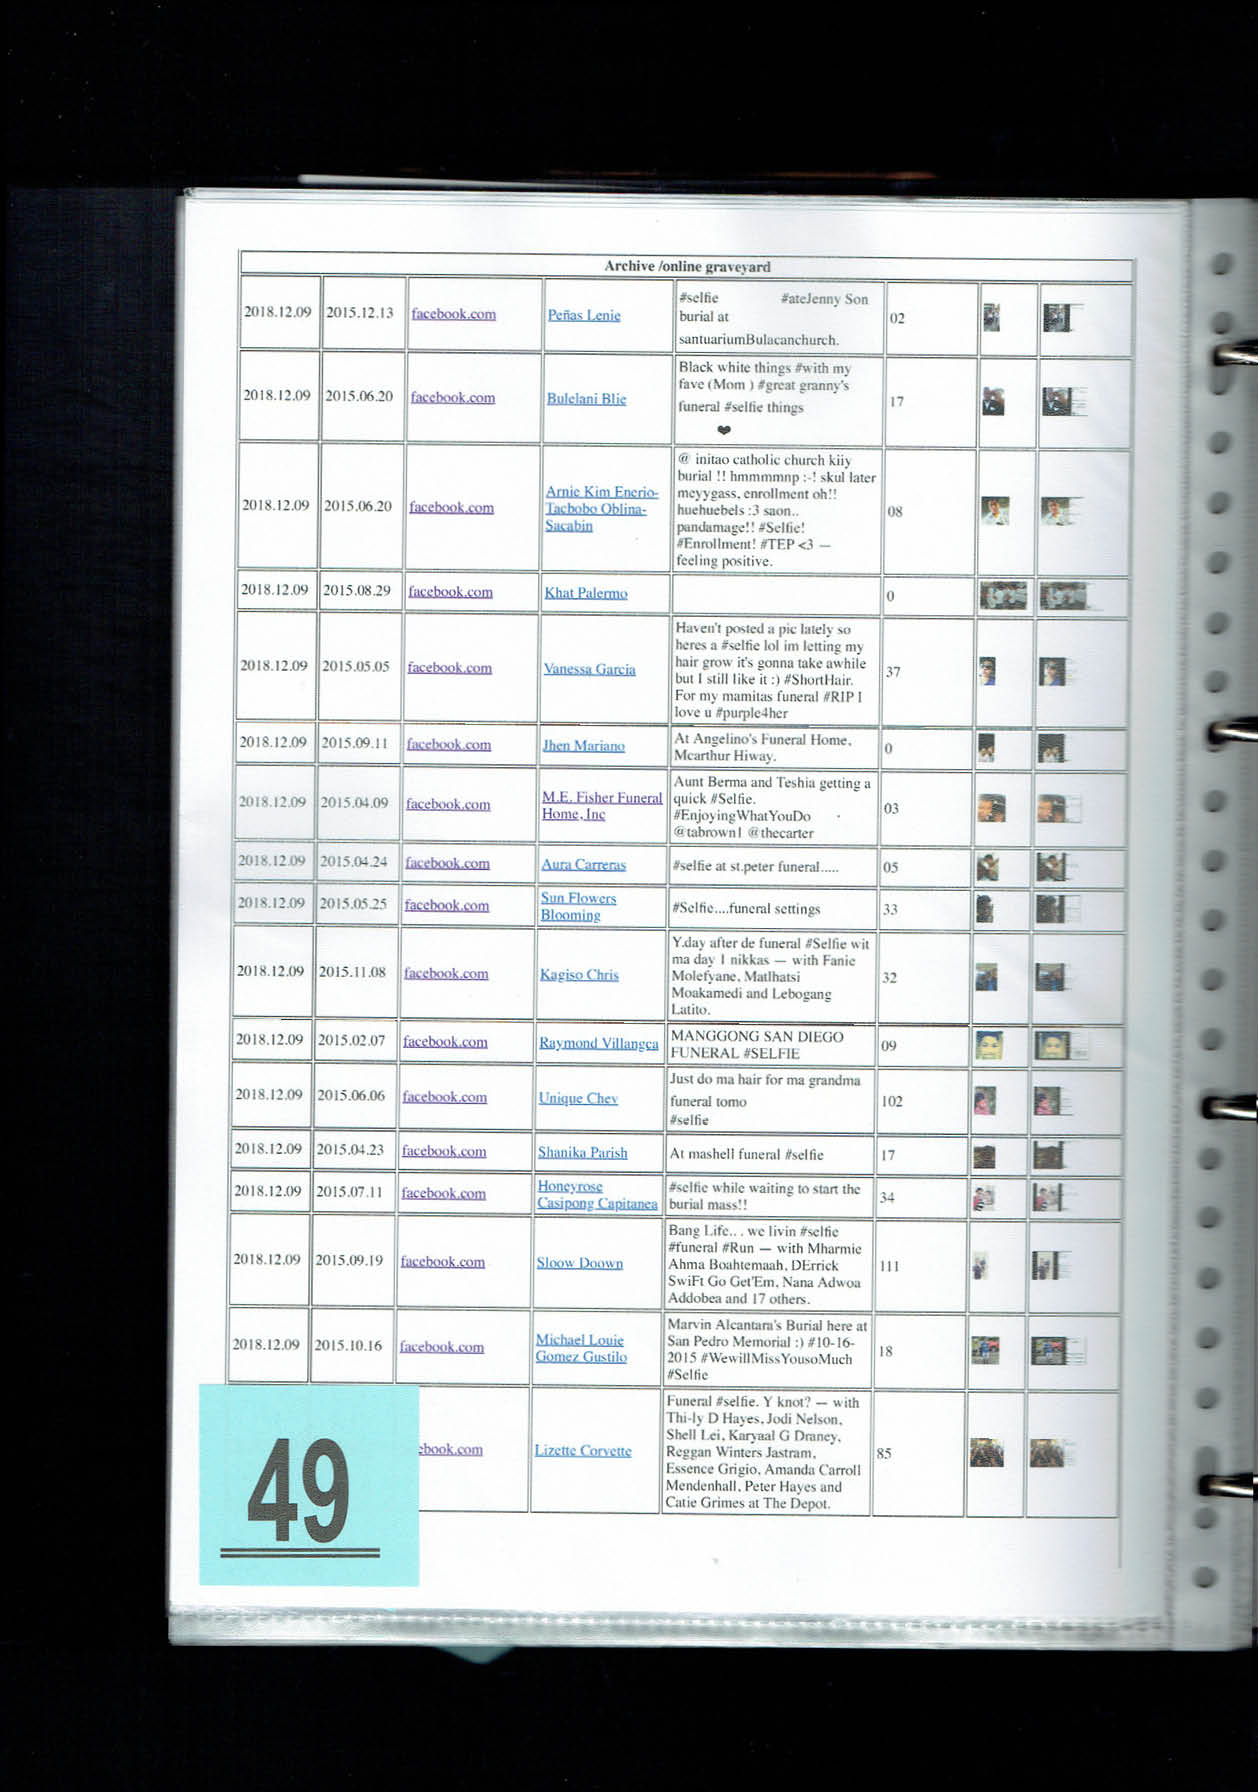 Archive /online graveyard
2018.12.09 2015.12.13 facebook.com Peñas Lenie #selfie #ateJenny Son
burial at
santuariumBulacanchurch. 02
2018.12.09 2015.06.20 facebook.com Bulelani Blie Black white things #with my
fave (Mom ) #great granny's
funeral #selfie things
❤ 17
2018.12.09 2015.06.20 facebook.com Arnie Kim Enerio-
Tacbobo Oblina-
Sacabin @ initao catholic church kiiy
burial !! hmmmmnp :-! skul later
meyygass, enrollment oh!!
huehuebels :3 saon..
pandamage!! #Selfie!
#Enrollment! #TEP <3 —
feeling positive. 08
2018.12.09 2015.08.29 facebook.com Khat Palermo 0
2018.12.09 2015.05.05 facebook.com Vanessa Garcia Haven't posted a pic lately so
heres a #selfie lol im letting my
hair grow it's gonna take awhile
but I still like it :) #ShortHair.
For my mamitas funeral #RIP I
love u #purple4her 37
2018.12.09 2015.09.11 facebook.com Jhen Mariano At Angelino's Funeral Home,
Mcarthur Hiway. 0
2018.12.09 2015.04.09 facebook.com M.E. Fisher Funeral
Home, Inc Aunt Berma and Teshia getting a
quick #Selfie.
#EnjoyingWhatYouDo
@tabrown1 @thecarter 03
2018.12.09 2015.04.24 facebook.com Aura Carreras #selfie at st.peter funeral..... 05
2018.12.09 2015.05.25 facebook.com Sun Flowers
Blooming #Selfie....funeral settings 33
2018.12.09 2015.11.08 facebook.com Kagiso Chris Y.day after de funeral #Selfie wit
ma day 1 nikkas — with Fanie
Molefyane, Matlhatsi
Moakamedi and Lebogang
Latito. 32
2018.12.09 2015.02.07 facebook.com Raymond Villangca MANGGONG SAN DIEGO
FUNERAL #SELFIE 09
2018.12.09 2015.06.06 facebook.com Unique Chev Just do ma hair for ma grandma
funeral tomo
#selfie 102
2018.12.09 2015.04.23 facebook.com Shanika Parish At mashell funeral #selfie 17
2018.12.09 2015.07.11 facebook.com Honeyrose
Casipong Capitanea #selfie while waiting to start the
burial mass!! 34
2018.12.09 2015.09.19 facebook.com Sloow Doown Bang Life... we livin #selfie
#funeral #Run — with Mharmie
Ahma Boahtemaah, DErrick
SwiFt Go Get'Em, Nana Adwoa
Addobea and 17 others. 111
2018.12.09 2015.10.16 facebook.com Michael Louie
Gomez Gustilo Marvin Alcantara's Burial here at
San Pedro Memorial :) #10-16-
2015 #WewillMissYousoMuch
#Selfie 18
ebook.com Lizette Corvette Funeral #selfie. Y knot? — with
Thi-ly D Hayes, Jodi Nelson,
Shell Lei, Karyaal G Draney,
Reggan Winters Jastram,
Essence Grigio, Amanda Carroll
Mendenhall, Peter Hayes and
Catie Grimes at The Depot. 85
49